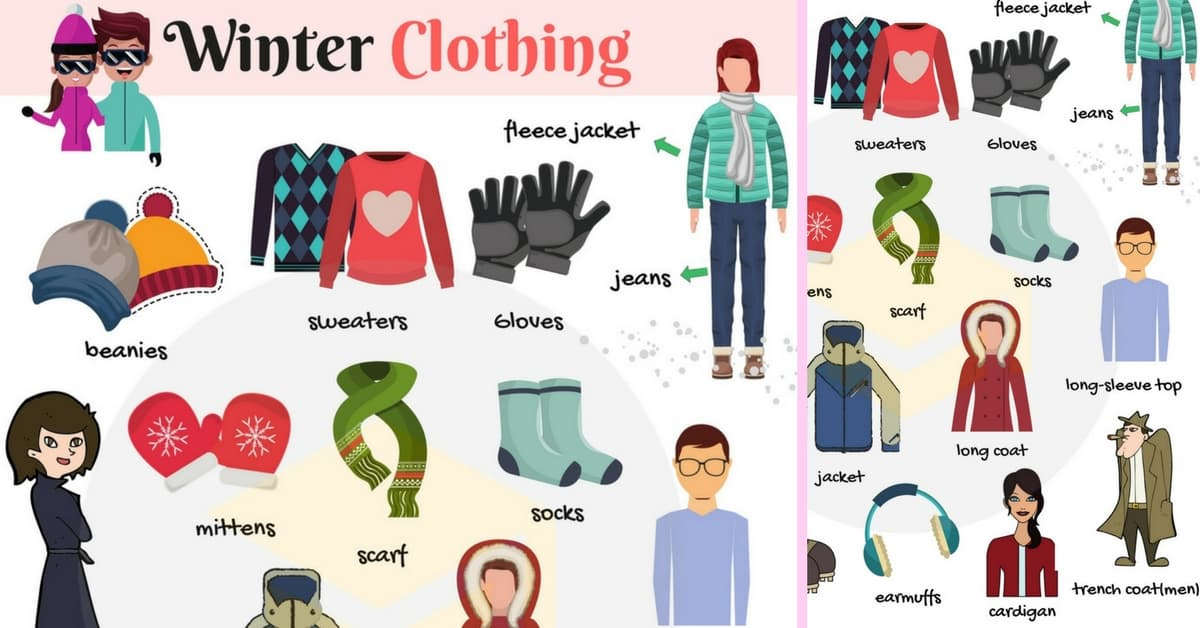 Winter Clothing
fleece jacket
jeans
beanies
sweaters
Gloves
mittens
scarf
socks
fleece jacket
jeans
sweaters
Gloves
ens
scarf
socks
long-sleeve top
jacket
long coat
earmuffs
cardigan
trench coat(men)